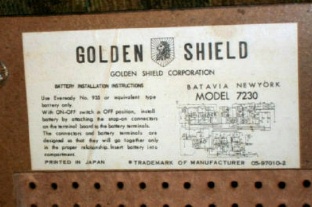 GOLDEN SHIELD
GOLDEN SHIELD CORPORATION
BATTERY INSTALLATION INSTRUCTIONS
Use Eveready No. or equivalent type
battery only.
With ON-OFF switch in OFF position, install
battery by attaching the snap-on connectors
on the terminal board to the battery terminals.
The connectors and battery terminals are
designed so that they will go together only
in the proper relationship. Insert battery into
compartment.
BATAVIA NEWYORK
MODEL 7230
PRINTED IN JAPAN
TRADEMARK OF MANUFACTURER